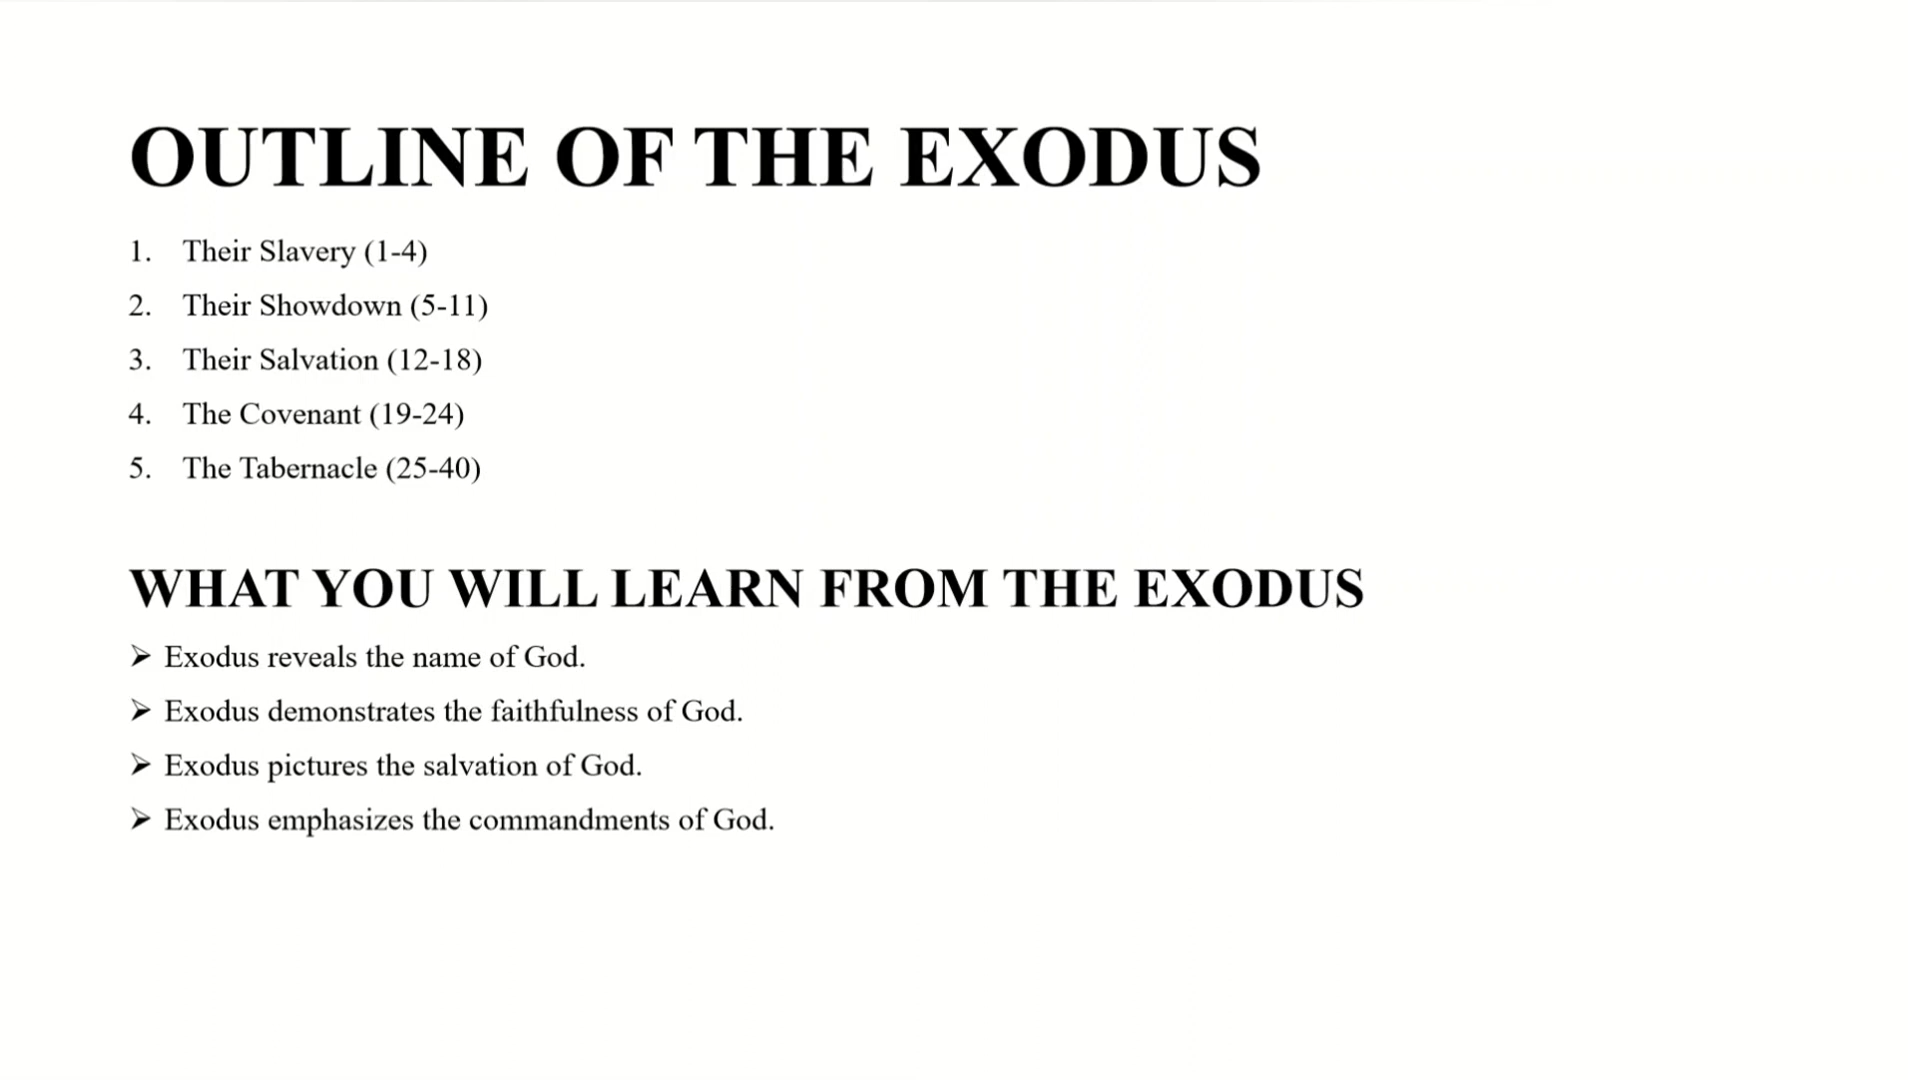 OUTLINE OF THE EXODUS
1. Their Slavery (1-4)
2. Their Showdown (5-11)
3. Their Salvation (12-18)
4. The Covenant (19-24)
5. The Tabernacle (25-40)
WHAT YOU WILL LEARN FROM THE EXODUS
➢ Exodus reveals the name of God.
➢ Exodus demonstrates the faithfulness of God.
➢ Exodus pictures the salvation of God.
➢ Exodus emphasizes the commandments of God.